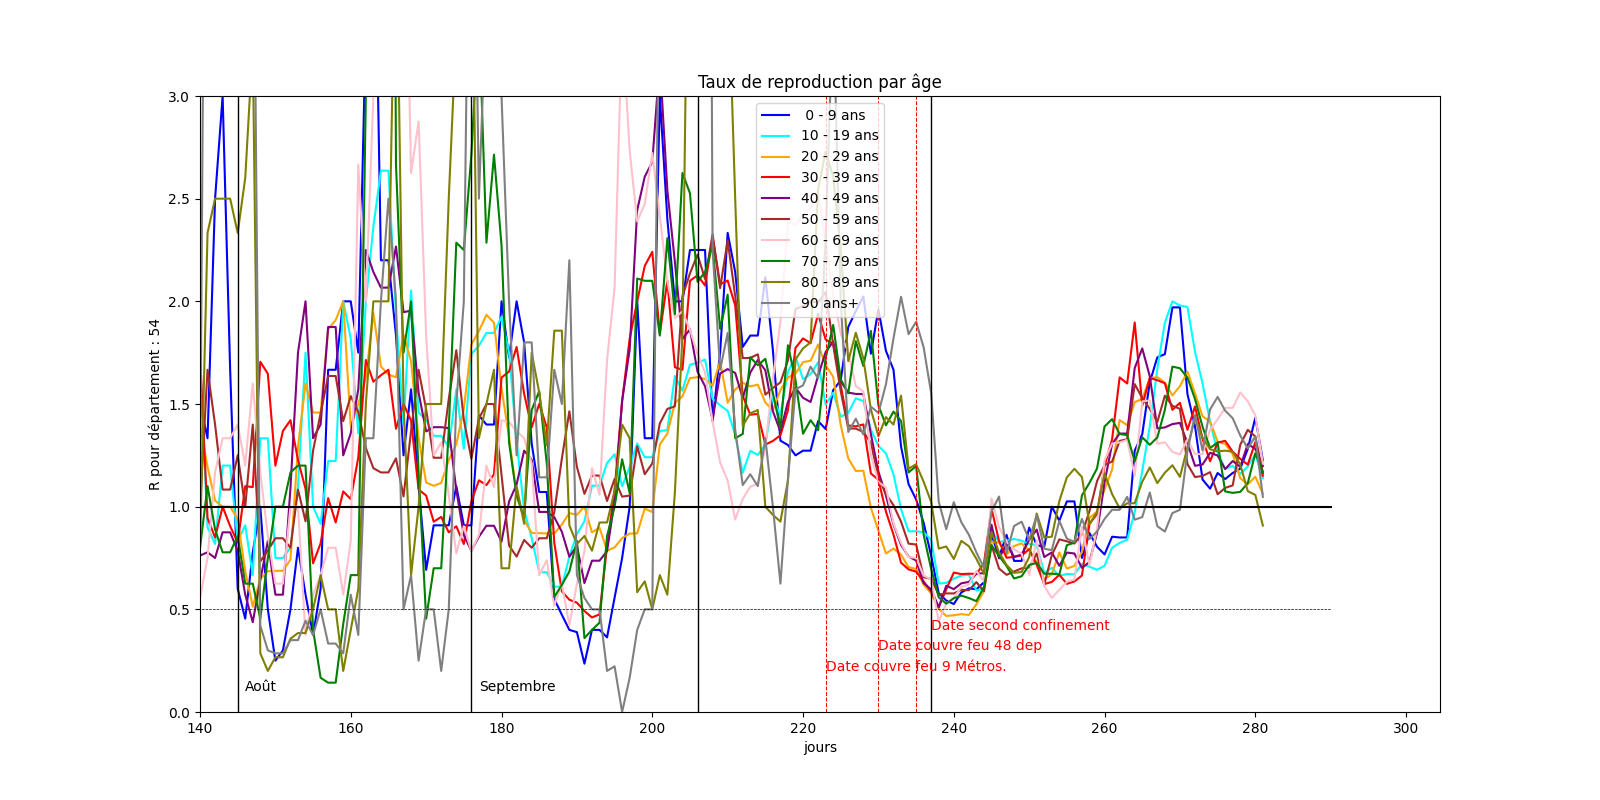 Taux de reproduction par âge
R pour département : 54
3.0
2.5
2.0
1.5
1.0
0.5
0.0
0 - 9 ans
10 - 19 ans
20 - 29 ans
30 - 39 ans
40 - 49 ans
50 - 59 ans
60 - 69 ans
70 - 79 ans
80 - 89 ans
90 ans+
Date second confinement
Date couvre feu 48 dep
Date couvre feu 9 Métros.
Août
Septembre
140 160 180 200 220 240 260 280 300
jours